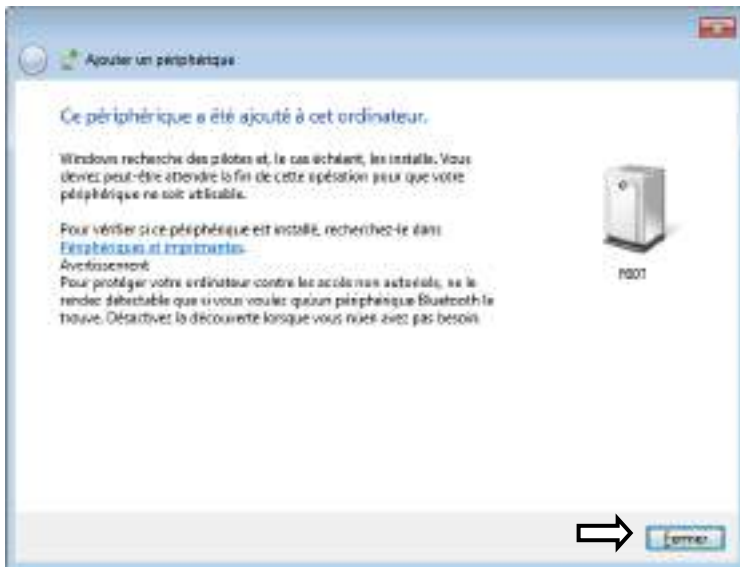 Ajouter un périphérique
Ce périphérique a été ajouté à cet ordinateur.
Windows recherche des pilotes et, le cas échéant, les installe. Vous
devrez peut-être attendre la fin de cette opération pour que votre
périphérique ne soit utilisable.
Pour vérifier si ce périphérique est installé, recherchez-le dans
Périphériques et imprimantes.
Avertissement
Pour protéger votre ordinateur contre les accès non autorisés, ne le
rendez détectable que si vous voulez qu'un périphérique Bluetooth le
trouve. Désactivez la découverte lorsque vous n'en avez pas besoin.
Fermer